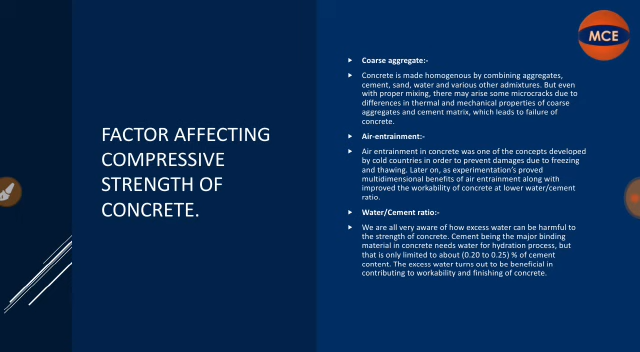 MCE
FACTOR AFFECTING
COMPRESSIVE
STRENGTH OF
CONCRETE.
Coarse aggregate:-
Concrete is made homogenous by combining aggregates,
cement, sand, water and various other admixtures. But even
with proper mixing, there may arise some microcracks due to
differences in thermal and mechanical properties of coarse
aggregates and cement matrix, which leads to failure of
concrete.
Air-entrainment:-
Air entrainment in concrete was one of the concepts developed
by cold countries in order to prevent damages due to freezing
and thawing. Later on, as experimentation's proved
multidimensional benefits of air entrainment along with
improved the workability of concrete at lower water/cement
ratio.
Water/Cement ratio:-
We are all very aware of how excess water can be harmful to
the strength of concrete. Cement being the major binding
material in concrete needs water for hydration process, but
that is only limited to about (0.20 to 0.25) % of cement
content. The excess water turns out to be beneficial in
contributing to workability and finishing of concrete.